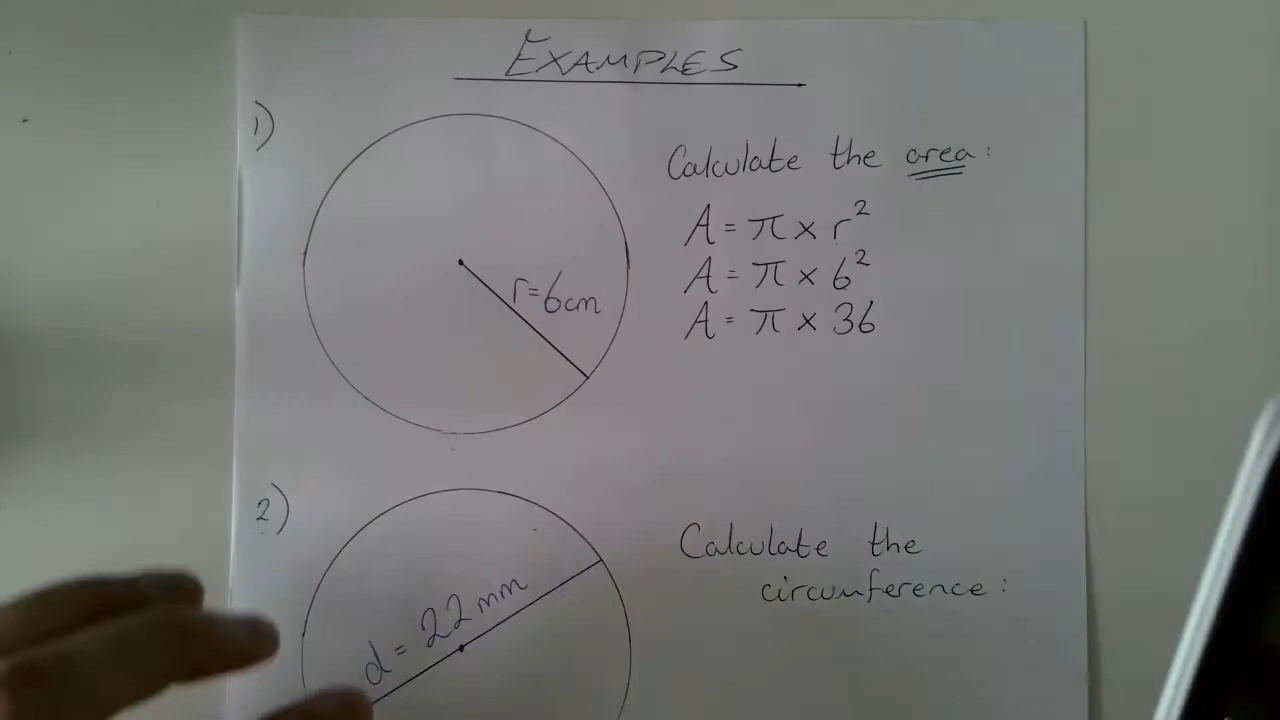 EXAMPLES
1)
r=6cm
Calculate the area:
A = π × r²
A = π × 6²
A = π × 36
2)
d = 22 mm
Calculate the
circumference: